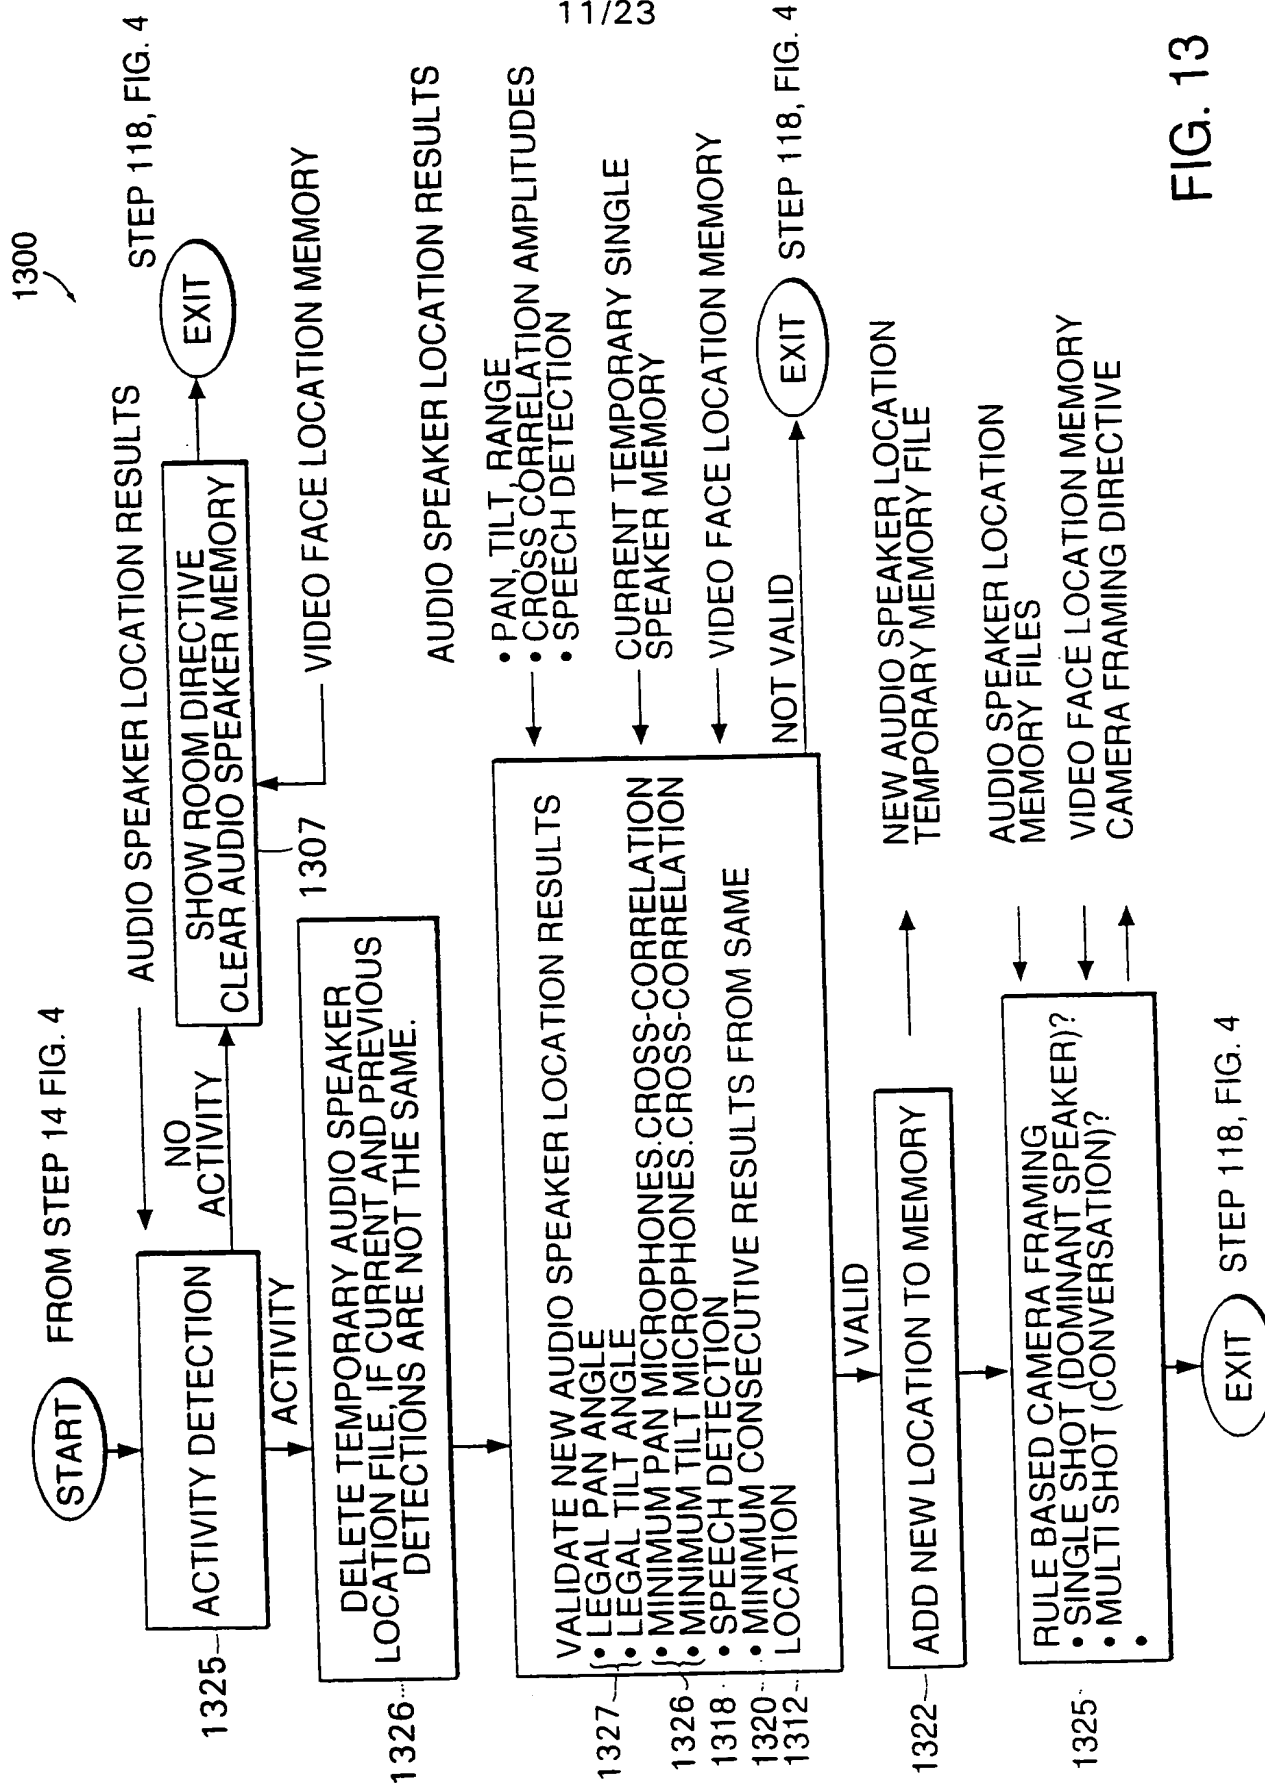 11/23
1300
START
FROM STEP 14 FIG. 4
AUDIO SPEAKER LOCATION RESULTS
STEP 118, FIG. 4
1325
ACTIVITY DETECTION
NO
ACTIVITY
SHOW ROOM DIRECTIVE
CLEAR AUDIO SPEAKER MEMORY
EXIT
1307
VIDEO FACE LOCATION MEMORY
ACTIVITY
1326
DELETE TEMPORARY AUDIO SPEAKER
LOCATION FILE, IF CURRENT AND PREVIOUS
DETECTIONS ARE NOT THE SAME.
AUDIO SPEAKER LOCATION RESULTS
• PAN, TILT, RANGE
• CROSS CORRELATION AMPLITUDES
• SPEECH DETECTION
CURRENT TEMPORARY SINGLE
SPEAKER MEMORY
VIDEO FACE LOCATION MEMORY
VALIDATE NEW AUDIO SPEAKER LOCATION RESULTS
• LEGAL PAN ANGLE
• LEGAL TILT ANGLE
• MINIMUM PAN MICROPHONES.CROSS-CORRELATION
• MINIMUM TILT MICROPHONES.CROSS-CORRELATION
• SPEECH DETECTION
• MINIMUM CONSECUTIVE RESULTS FROM SAME
LOCATION
1327
1326
1318
1320
1312
NOT VALID
EXIT
STEP 118, FIG. 4
VALID
1322
ADD NEW LOCATION TO MEMORY
NEW AUDIO SPEAKER LOCATION
TEMPORARY MEMORY FILE
1325
RULE BASED CAMERA FRAMING
• SINGLE SHOT (DOMINANT SPEAKER)?
• MULTI SHOT (CONVERSATION)?
•
AUDIO SPEAKER LOCATION
MEMORY FILES
VIDEO FACE LOCATION MEMORY
CAMERA FRAMING DIRECTIVE
EXIT
STEP 118, FIG. 4
FIG. 13